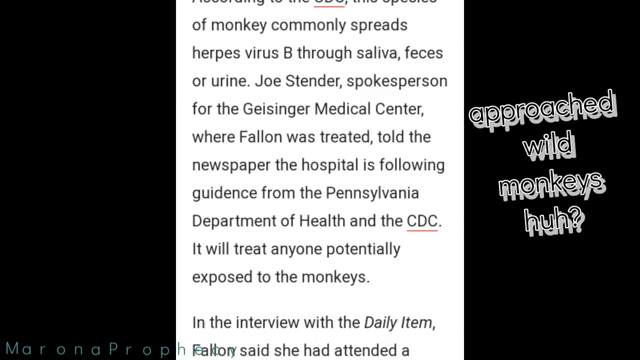 According to the CDC, this species
of monkey commonly spreads
herpes virus B through saliva, feces
or urine. Joe Stender, spokesperson
for the Geisinger Medical Center,
where Fallon was treated, told the
newspaper the hospital is following
guidance from the Pennsylvania
Department of Health and the CDC.
It will treat anyone potentially
exposed to the monkeys.
In the interview with the Daily Item,
Fallon said she had attended a
approached
wild
monkeys
huh?
MaronaProphecy